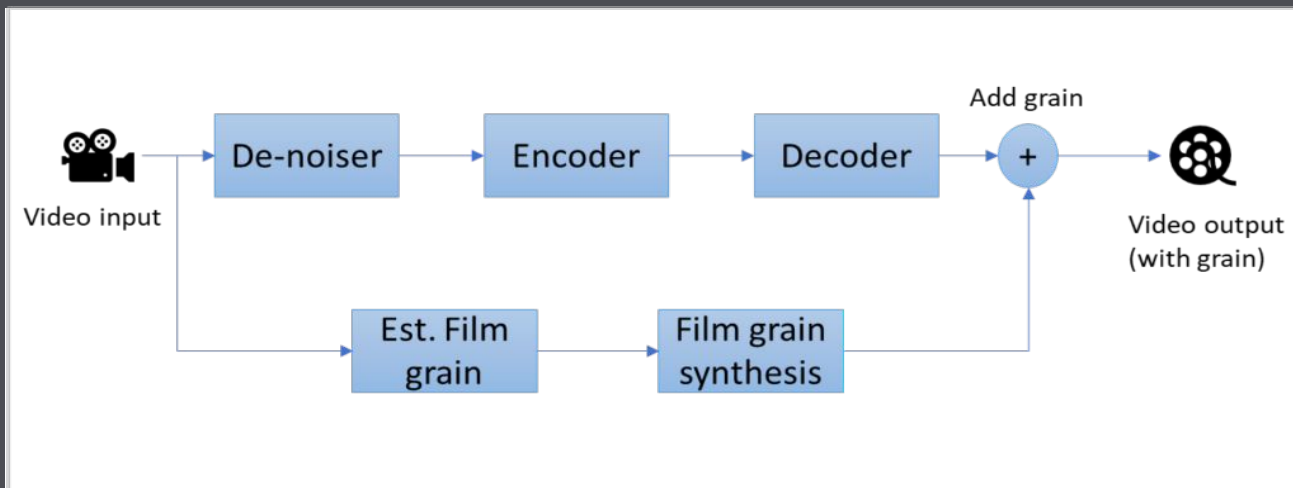 Add grain
De-noiser
Encoder
Decoder
+
Video input
Video output
(with grain)
Est. Film
grain
Film grain
synthesis